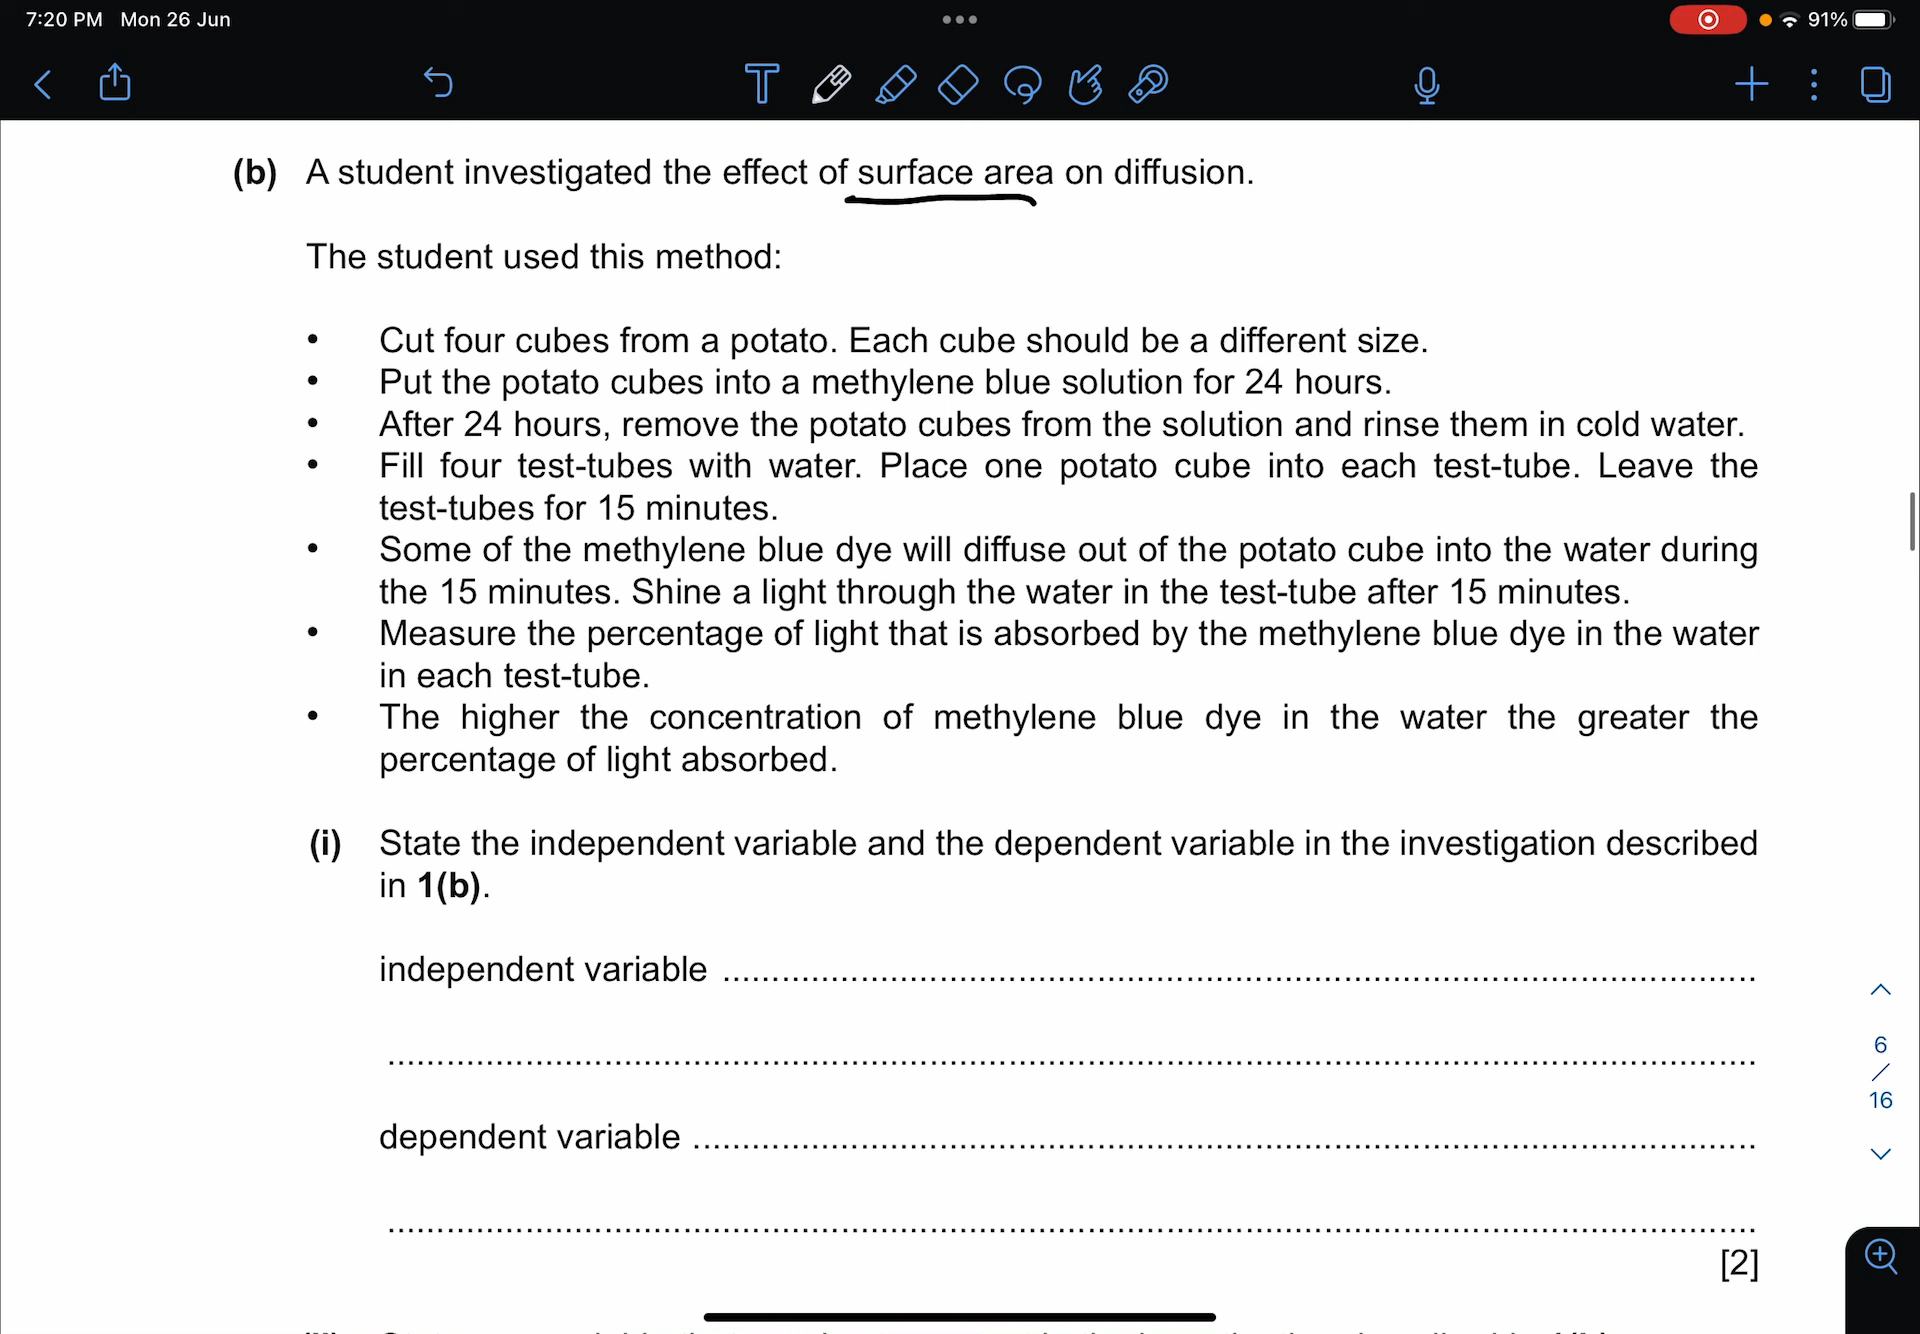 7:20 PM Mon 26 Jun
91%
(b) A student investigated the effect of surface area on diffusion.
The student used this method:
• Cut four cubes from a potato. Each cube should be a different size.
• Put the potato cubes into a methylene blue solution for 24 hours.
• After 24 hours, remove the potato cubes from the solution and rinse them in cold water.
• Fill four test-tubes with water. Place one potato cube into each test-tube. Leave the
test-tubes for 15 minutes.
• Some of the methylene blue dye will diffuse out of the potato cube into the water during
the 15 minutes. Shine a light through the water in the test-tube after 15 minutes.
• Measure the percentage of light that is absorbed by the methylene blue dye in the water
in each test-tube.
• The higher the concentration of methylene blue dye in the water the greater the
percentage of light absorbed.
(i) State the independent variable and the dependent variable in the investigation described
in 1(b).
independent variable
dependent variable
[2]
6
/
16